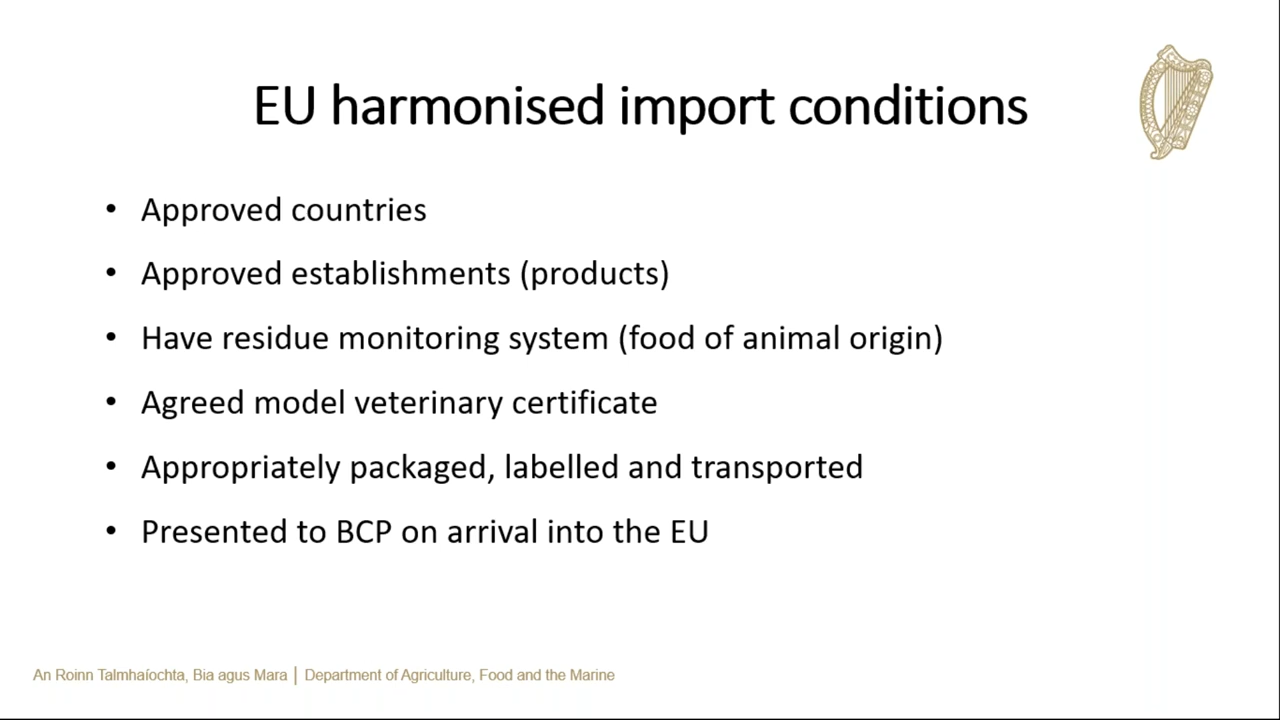 EU harmonised import conditions
• Approved countries
• Approved establishments (products)
• Have residue monitoring system (food of animal origin)
• Agreed model veterinary certificate
• Appropriately packaged, labelled and transported
• Presented to BCP on arrival into the EU
An Roinn Talmhaíochta, Bia agus Mara | Department of Agriculture, Food and the Marine